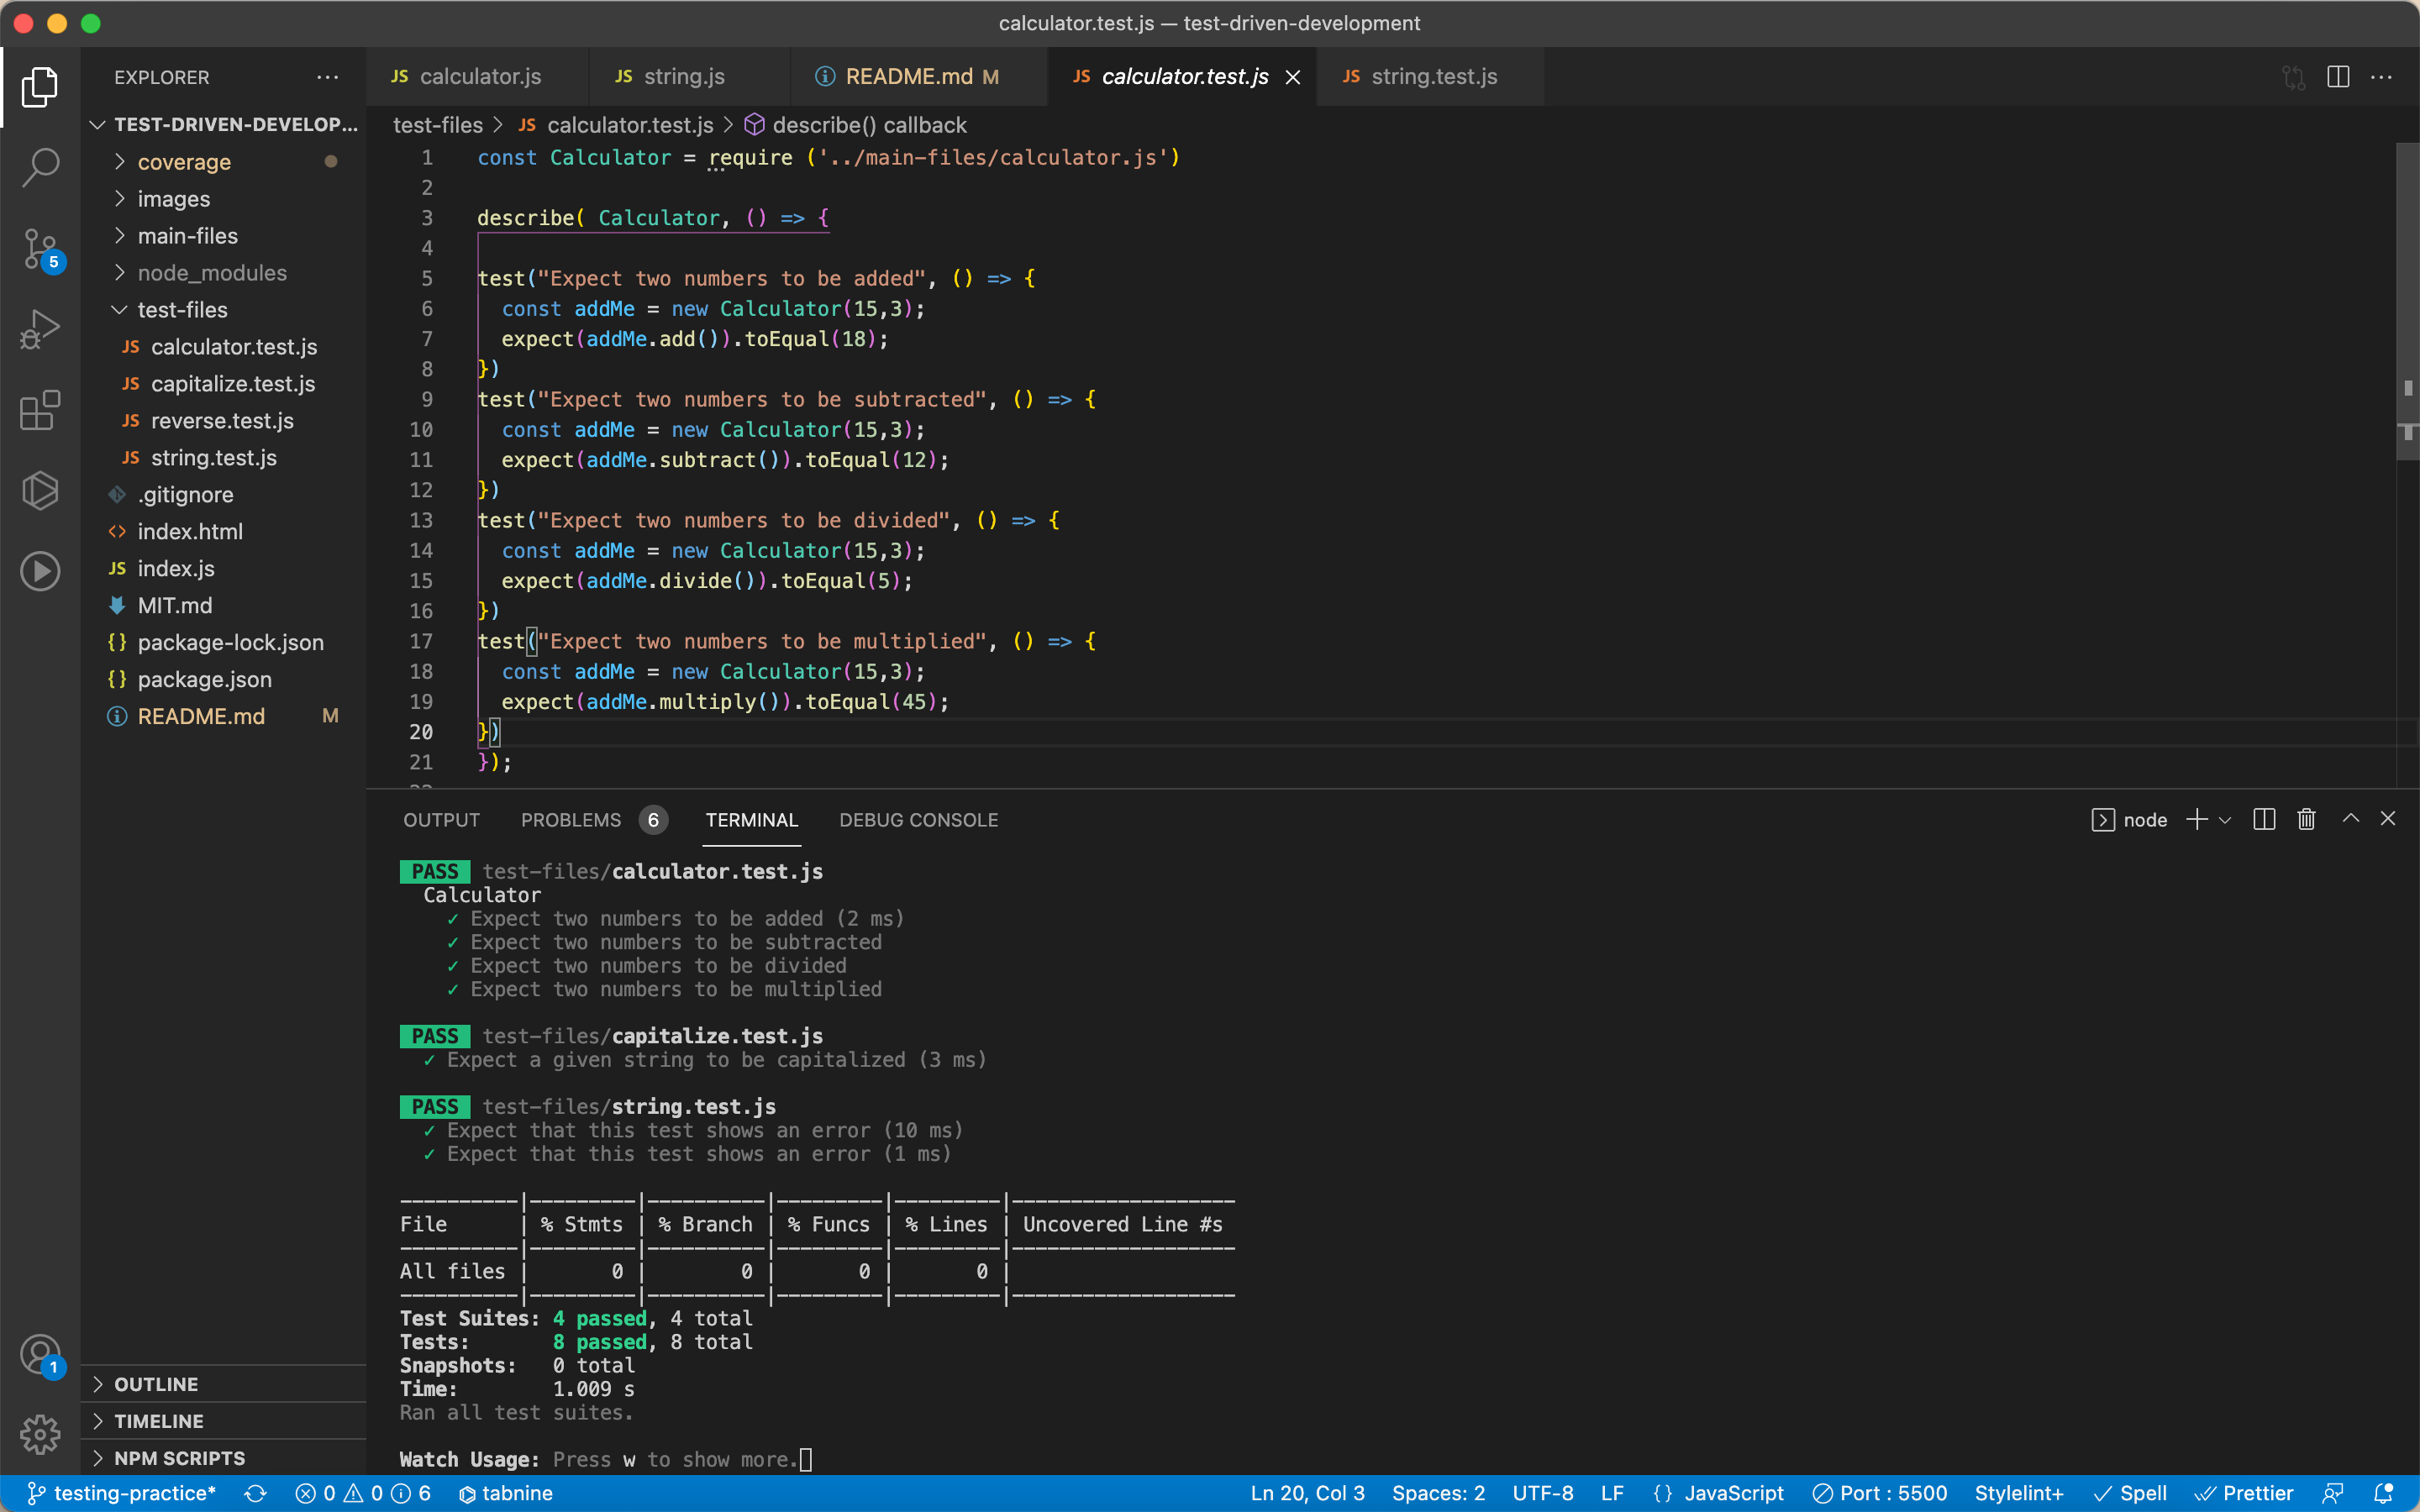 calculator.test.js — test-driven-development
EXPLORER
TEST-DRIVEN-DEVELOP...
coverage
images
main-files
node_modules
test-files
JS calculator.test.js
JS capitalize.test.js
JS reverse.test.js
JS string.test.js
.gitignore
index.html
JS index.js
MIT.md
{} package-lock.json
{} package.json
README.md M
OUTLINE
TIMELINE
NPM SCRIPTS
5
1
JS calculator.js JS string.js README.md M JS calculator.test.js JS string.test.js
test-files > JS calculator.test.js > describe() callback
1 const Calculator = require ('../main-files/calculator.js')
2
3 describe( Calculator, () => {
4
5 test("Expect two numbers to be added", () => {
6 const addMe = new Calculator(15,3);
7 expect(addMe.add()).toEqual(18);
8 })
9 test("Expect two numbers to be subtracted", () => {
10 const addMe = new Calculator(15,3);
11 expect(addMe.subtract()).toEqual(12);
12 })
13 test("Expect two numbers to be divided", () => {
14 const addMe = new Calculator(15,3);
15 expect(addMe.divide()).toEqual(5);
16 })
17 test("Expect two numbers to be multiplied", () => {
18 const addMe = new Calculator(15,3);
19 expect(addMe.multiply()).toEqual(45);
20 })
21 });
OUTPUT PROBLEMS 6 TERMINAL DEBUG CONSOLE node
PASS test-files/calculator.test.js
Calculator
✓ Expect two numbers to be added (2 ms)
✓ Expect two numbers to be subtracted
✓ Expect two numbers to be divided
✓ Expect two numbers to be multiplied
PASS test-files/capitalize.test.js
✓ Expect a given string to be capitalized (3 ms)
PASS test-files/string.test.js
✓ Expect that this test shows an error (10 ms)
✓ Expect that this test shows an error (1 ms)
----------|---------|----------|---------|---------|-------------------
File | % Stmts | % Branch | % Funcs | % Lines | Uncovered Line #s
----------|---------|----------|---------|---------|-------------------
All files | 0 | 0 | 0 | 0 |
----------|---------|----------|---------|---------|-------------------
Test Suites: 4 passed, 4 total
Tests: 8 passed, 8 total
Snapshots: 0 total
Time: 1.009 s
Ran all test suites.
Watch Usage: Press w to show more.
testing-practice* 0 0 6 tabnine Ln 20, Col 3 Spaces: 2 UTF-8 LF {} JavaScript Port : 5500 Stylelint+ Spell Prettier